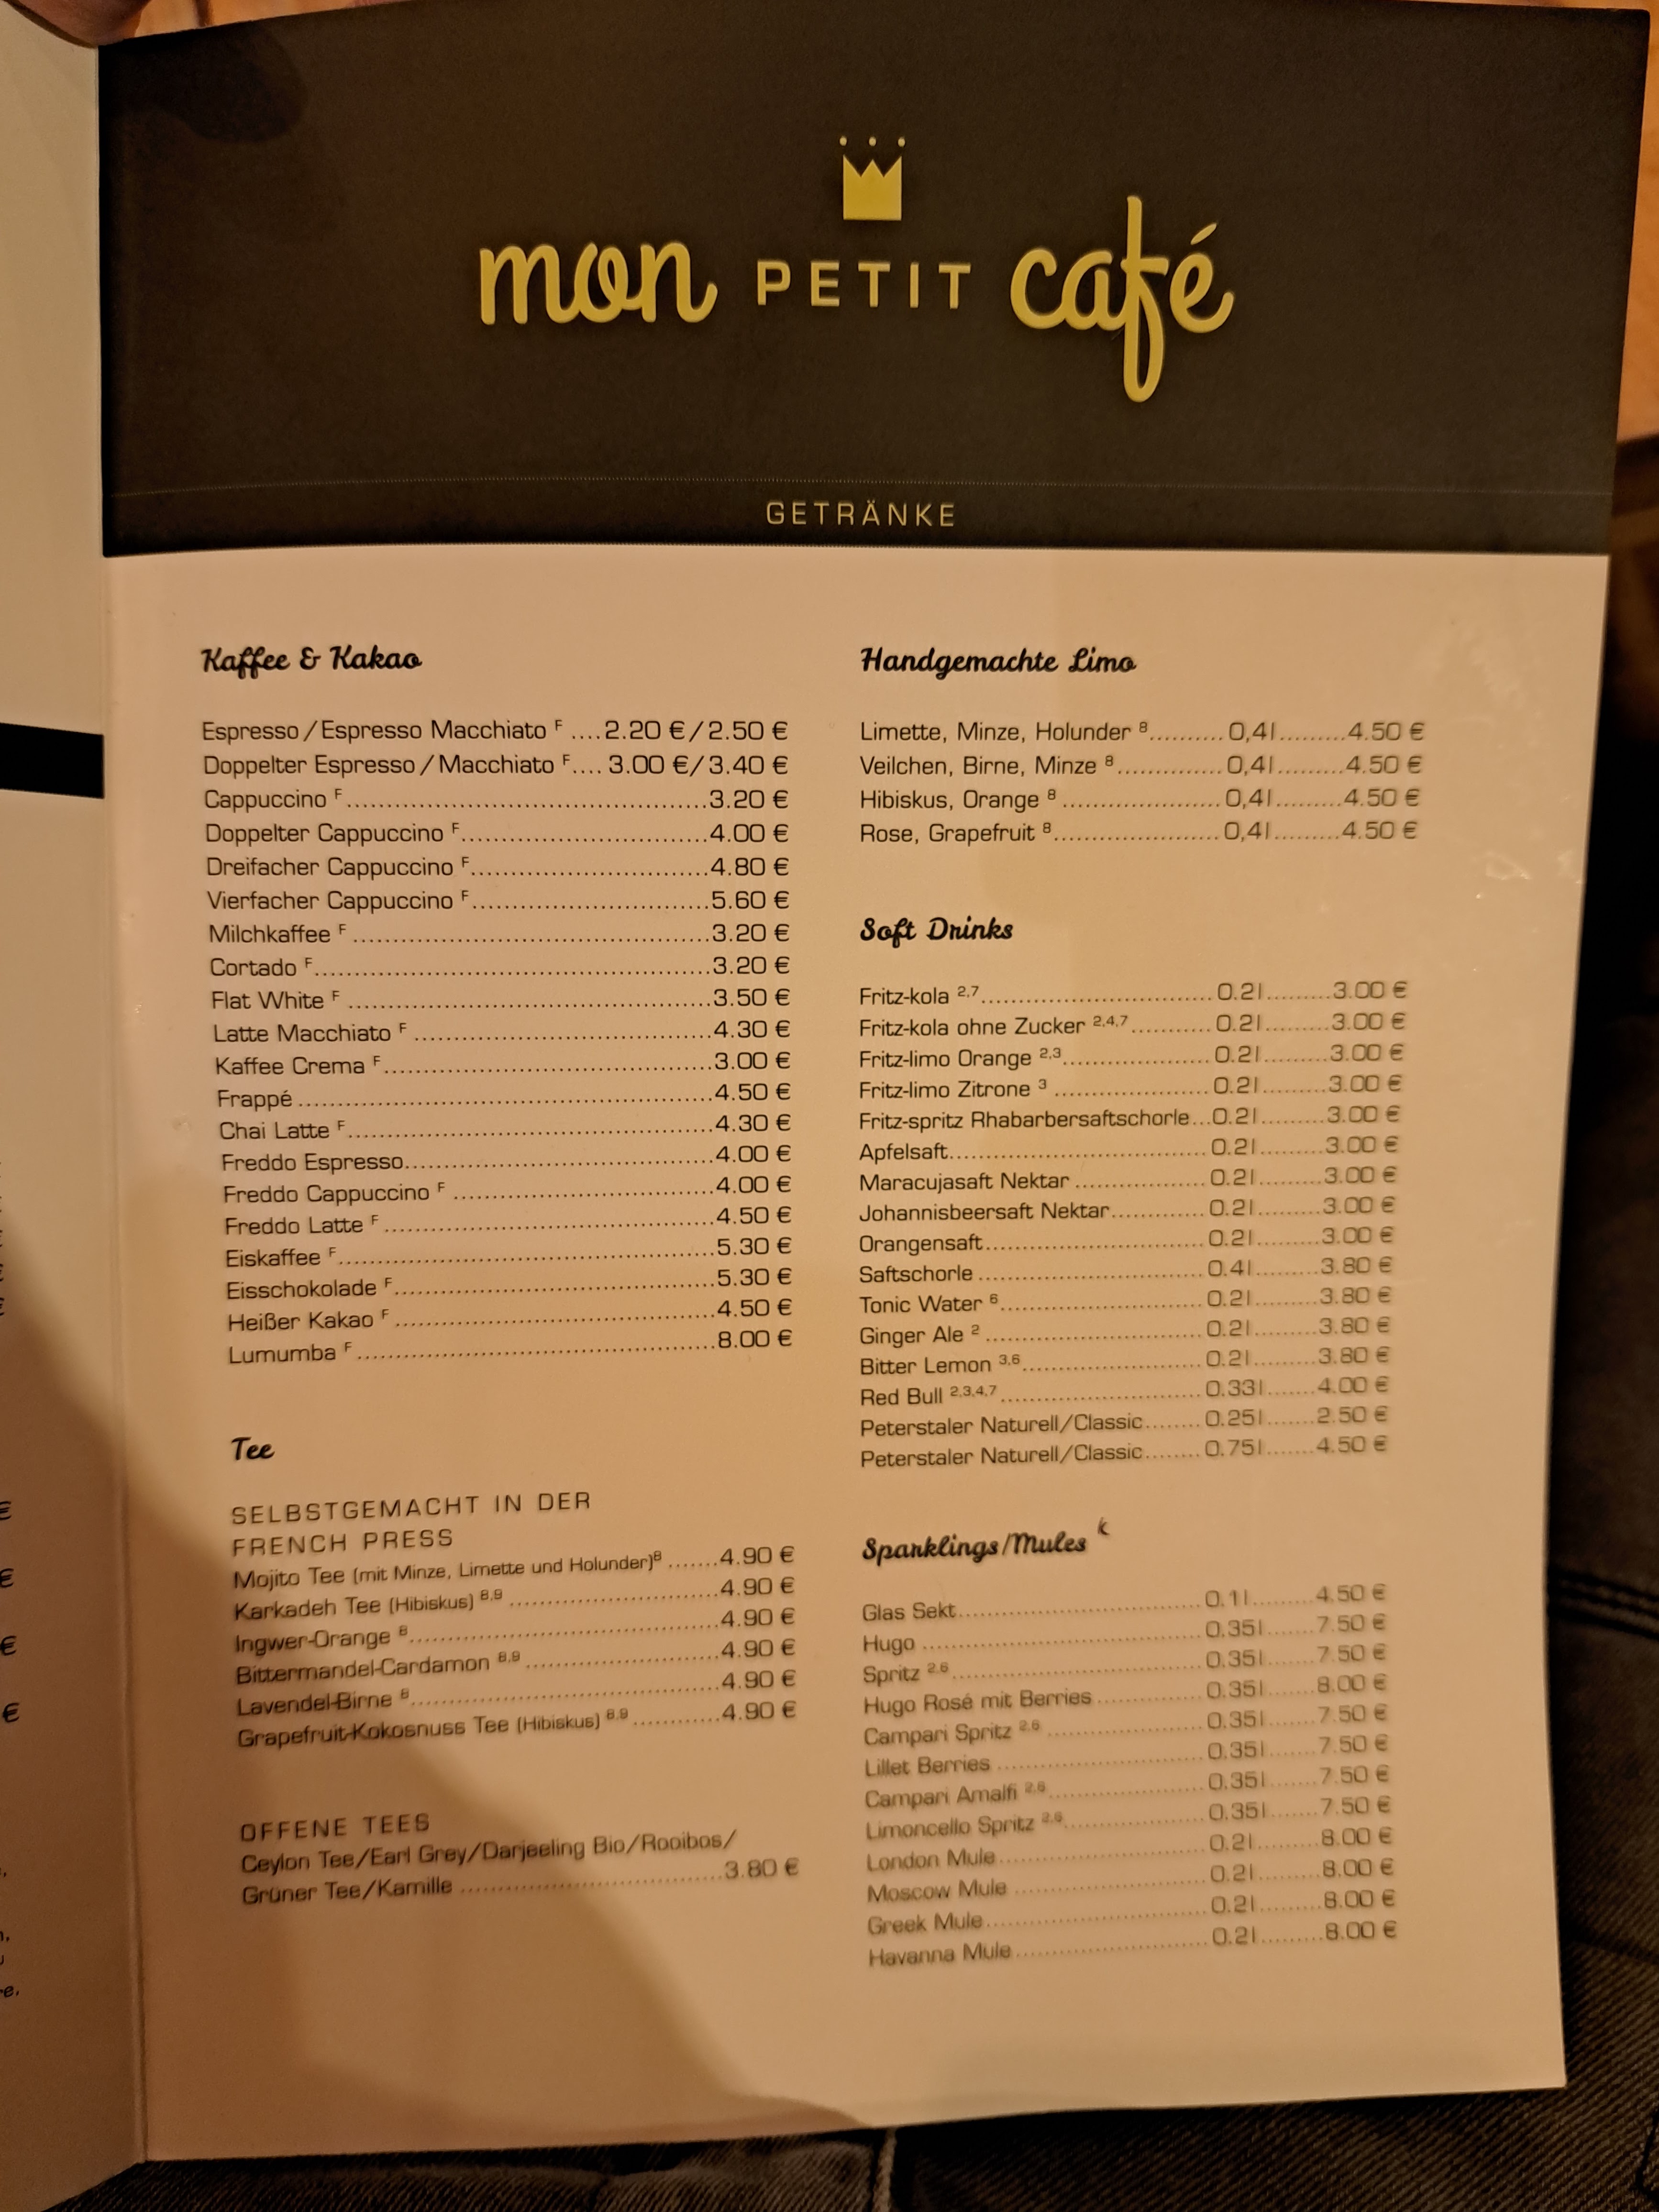 mon PETIT café
GETRÄNKE
Kaffee & Kakao
Espresso/Espresso Macchiato F ....2.20 €/2.50 €
Doppelter Espresso/Macchiato F.... 3.00 €/3.40 €
Cappuccino F 3.20 €
Doppelter Cappuccino F 4.00 €
Dreifacher Cappuccino F 4.80 €
Vierfacher Cappuccino F 5.60 €
Milchkaffee F 3.20 €
Cortado F 3.20 €
Flat White F 3.50 €
Latte Macchiato F 4.30 €
Kaffee Crema F 3.00 €
Frappé 4.50 €
Chai Latte F 4.30 €
Freddo Espresso 4.00 €
Freddo Cappuccino F 4.00 €
Freddo Latte F 4.50 €
Eiskaffee F 5.30 €
Eisschokolade F 5.30 €
Heißer Kakao F 4.50 €
Lumumba F 8.00 €
Tee
SELBSTGEMACHT IN DER
FRENCH PRESS
Mojito Tee (mit Minze, Limette und Holunder)8 4.90 €
Karkadeh Tee (Hibiskus) 8,9 4.90 €
Ingwer-Orange 8 4.90 €
Bittermandel-Cardamon 8,9 4.90 €
Lavendel-Birne 8 4.90 €
Grapefruit-Kokosnuss Tee (Hibiskus) 8,9 4.90 €
OFFENE TEES
Ceylon Tee/Earl Grey/Darjeeling Bio/Rooibos/
Grüner Tee/Kamille 3.80 €
Handgemachte Limo
Limette, Minze, Holunder 8 0,4l 4.50 €
Veilchen, Birne, Minze 8 0,4l 4.50 €
Hibiskus, Orange 8 0,4l 4.50 €
Rose, Grapefruit 8 0,4l 4.50 €
Soft Drinks
Fritz-kola 2,7 0.2l 3.00 €
Fritz-kola ohne Zucker 2,4,7 0.2l 3.00 €
Fritz-limo Orange 2,3 0.2l 3.00 €
Fritz-limo Zitrone 3 0.2l 3.00 €
Fritz-spritz Rhabarbersaftschorle 0.2l 3.00 €
Apfelsaft 0.2l 3.00 €
Maracujasaft Nektar 0.2l 3.00 €
Johannisbeersaft Nektar 0.2l 3.00 €
Orangensaft 0.2l 3.00 €
Saftschorle 0.4l 3.80 €
Tonic Water 6 0.2l 3.80 €
Ginger Ale 2 0.2l 3.80 €
Bitter Lemon 3,6 0.2l 3.80 €
Red Bull 2,3,4,7 0.33l 4.00 €
Peterstaler Naturell/Classic 0.25l 2.50 €
Peterstaler Naturell/Classic 0.75l 4.50 €
Sparklings/Mules K
Glas Sekt 0.1l 4.50 €
Hugo 0.35l 7.50 €
Spritz 2,6 0.35l 7.50 €
Hugo Rosé mit Berries 0.35l 8.00 €
Campari Spritz 2,6 0.35l 7.50 €
Lillet Berries 0.35l 7.50 €
Campari Amalfi 2,6 0.35l 7.50 €
Limoncello Spritz 2,6 0.35l 7.50 €
London Mule 0.2l 8.00 €
Moscow Mule 0.2l 8.00 €
Greek Mule 0.2l 8.00 €
Havanna Mule 0.2l 8.00 €